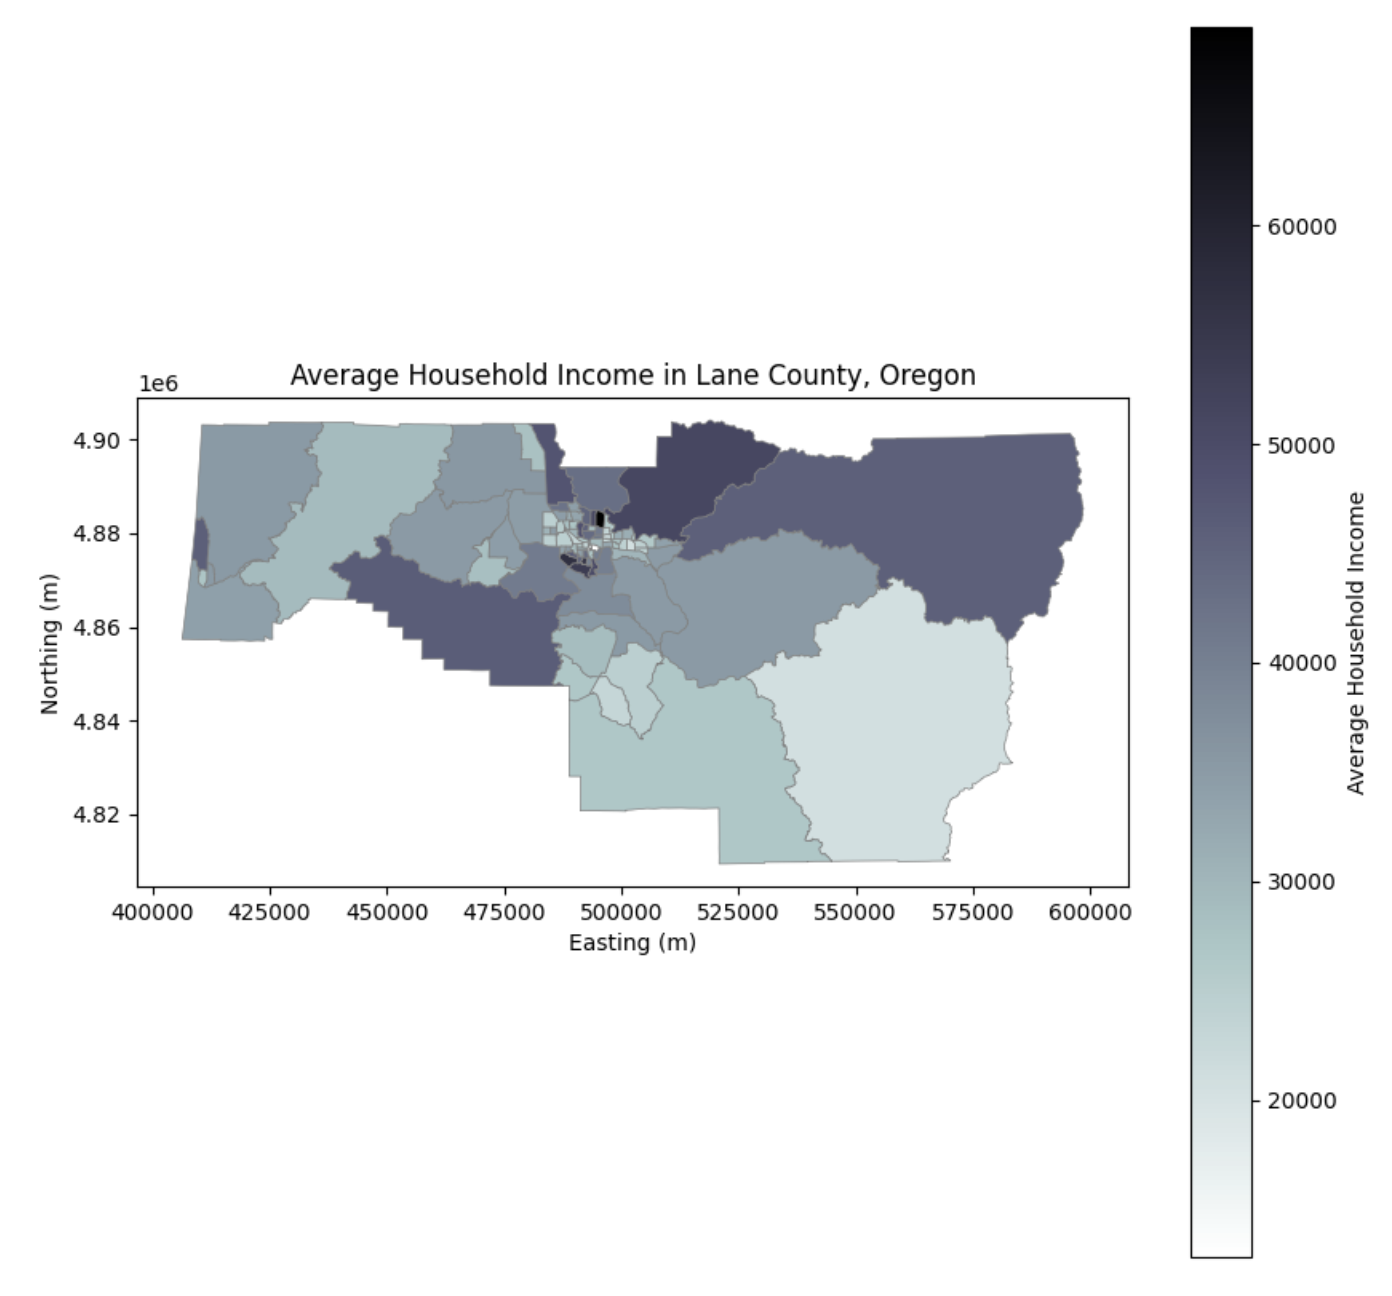 Average Household Income in Lane County, Oregon
1e6
4.90
4.88
4.86
4.84
4.82
Northing (m)
400000 425000 450000 475000 500000 525000 550000 575000 600000
Easting (m)
60000
50000
40000
30000
20000
Average Household Income